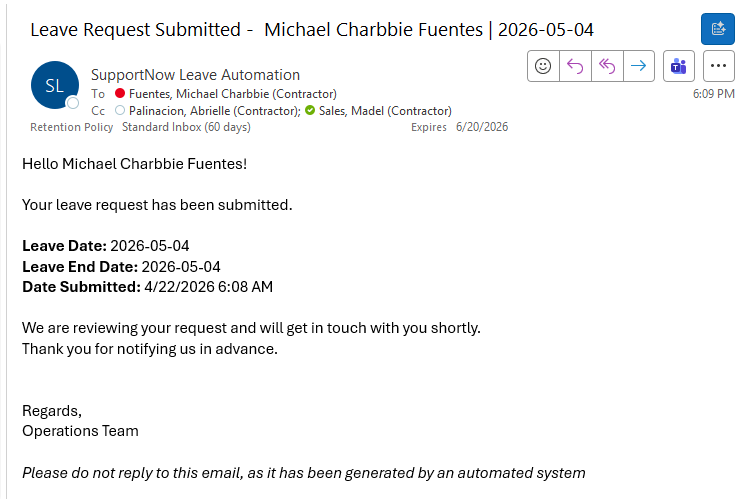 Leave Request Submitted -  Michael Charbbie Fuentes | 2026-05-04
SL
SupportNow Leave Automation
To Fuentes, Michael Charbbie (Contractor)
Cc Palinacion, Abrielle (Contractor); Sales, Madel (Contractor)
6:09 PM
Retention Policy Standard Inbox (60 days) Expires 6/20/2026
Hello Michael Charbbie Fuentes!
Your leave request has been submitted.
Leave Date: 2026-05-04
Leave End Date: 2026-05-04
Date Submitted: 4/22/2026 6:08 AM
We are reviewing your request and will get in touch with you shortly.
Thank you for notifying us in advance.
Regards,
Operations Team
Please do not reply to this email, as it has been generated by an automated system